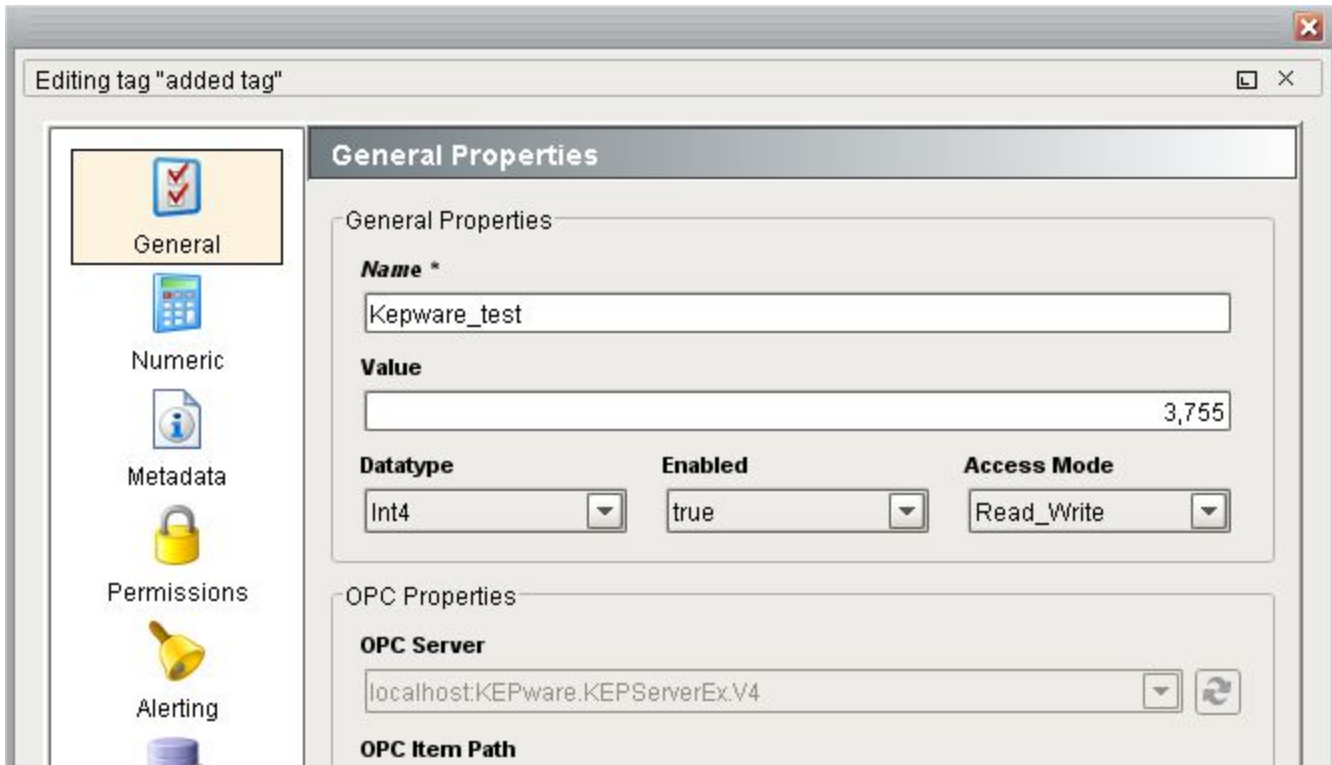 Editing tag "added tag"
General
Numeric
Metadata
Permissions
Alerting
General Properties
General Properties
Name *
Kepware_test
Value
3,755
Datatype Enabled Access Mode
Int4 true Read_Write
OPC Properties
OPC Server
localhost:KEPware.KEPServerEx.V4
OPC Item Path